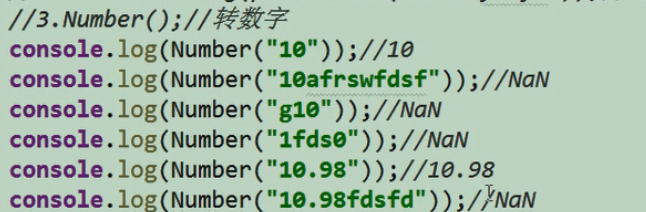 //3.Number();//转数字
console.log(Number("10"));//10
console.log(Number("10afrswfdsf"));//NaN
console.log(Number("g10"));//NaN
console.log(Number("1fds0"));//NaN
console.log(Number("10.98"));//10.98
console.log(Number("10.98fdsfd"));//NaN